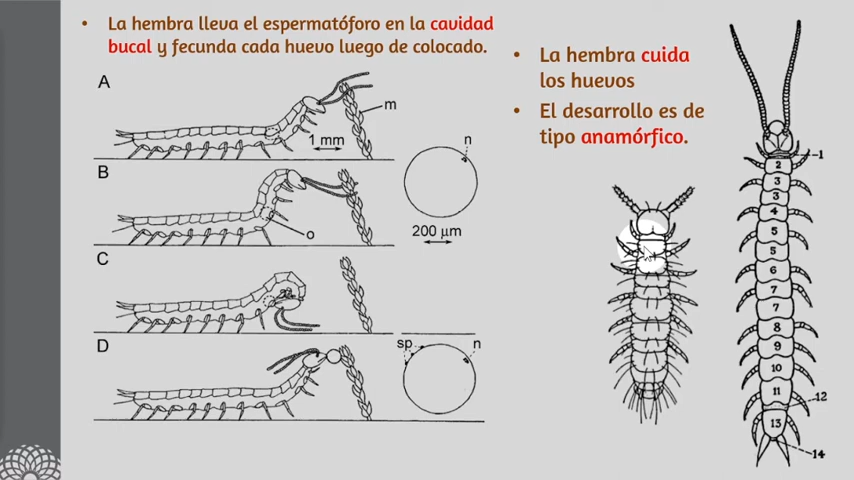 • La hembra lleva el espermatóforo en la cavidad
bucal y fecunda cada huevo luego de colocado.
• La hembra cuida
los huevos
• El desarrollo es de
tipo anamórfico.
A
m
1 mm
B
o
n
200 µm
C
D
sp
n
1
2
3
3
4
5
5
6
7
7
8
9
10
11
12
13
14